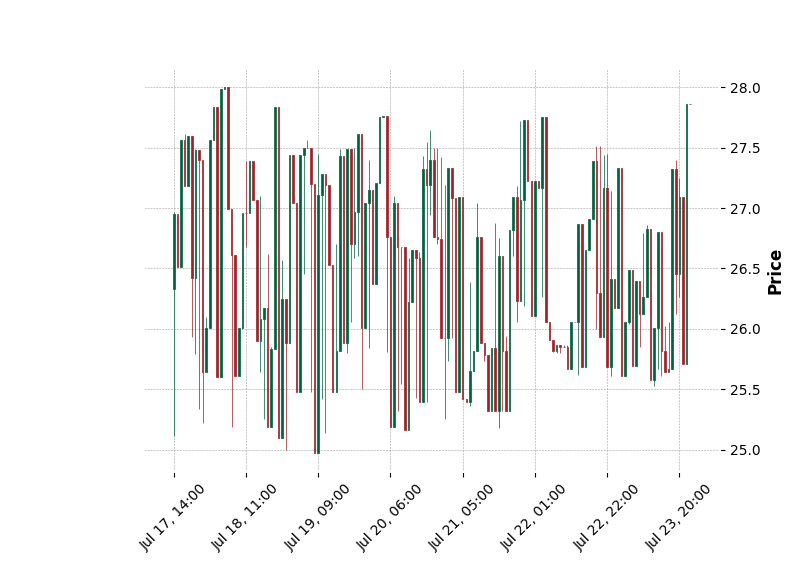 28.0
27.5
27.0
26.5
26.0
25.5
25.0
Price
Jul 17, 14:00
Jul 18, 11:00
Jul 19, 09:00
Jul 20, 06:00
Jul 21, 05:00
Jul 22, 01:00
Jul 22, 22:00
Jul 23, 20:00